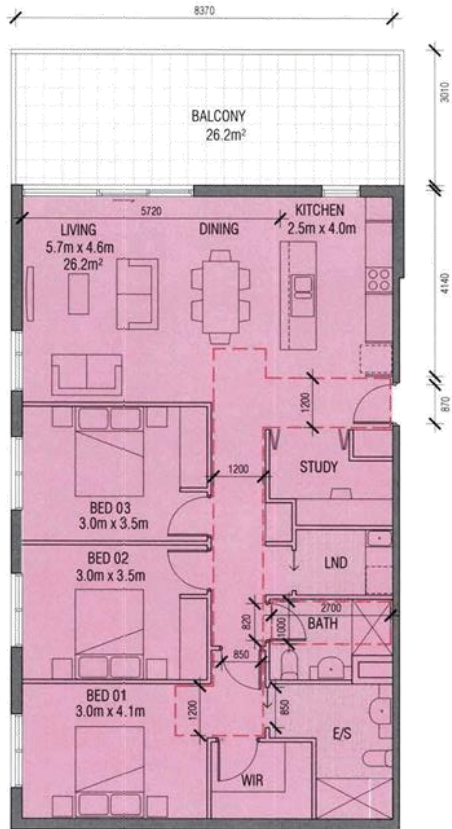 8370
3010
BALCONY
26.2m²
5720
KITCHEN
2.5m x 4.0m
LIVING
5.7m x 4.6m
26.2m²
DINING
4140
870
1200
1200
STUDY
BED 03
3.0m x 3.5m
LND
BED 02
3.0m x 3.5m
2700
BATH
820
1000
850
BED 01
3.0m x 4.1m
1200
850
E/S
WIR